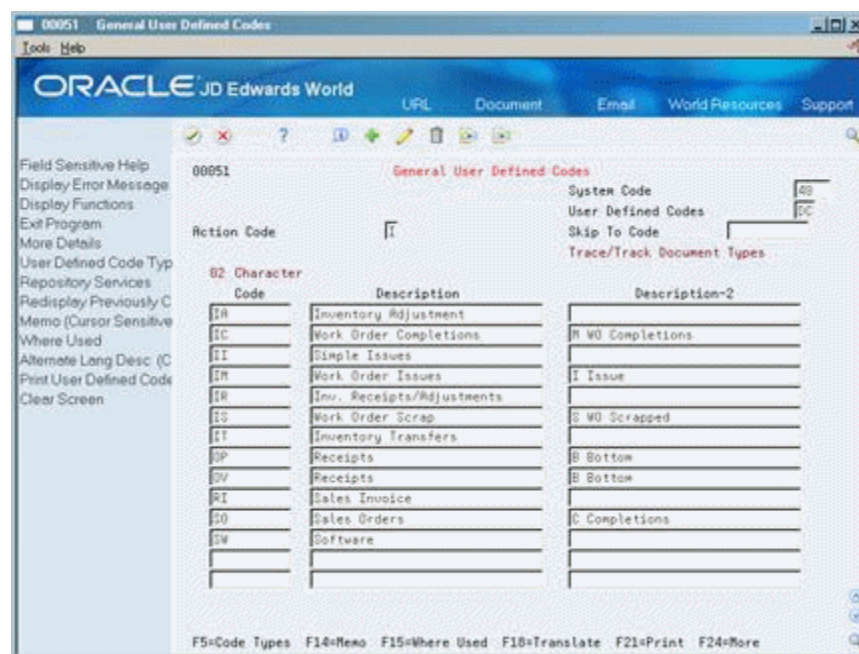 00051 General User Defined Codes
Tools Help
ORACLE JD Edwards World
URL Document Email World Resources Support
Field Sensitive Help
Display Error Message
Display Functions
Exit Program
More Details
User Defined Code Typ
Repository Services
Redisplay Previously C
Memo (Cursor Sensitive
Where Used
Alternate Lang Desc (C
Print User Defined Code
Clear Screen
00051 General User Defined Codes
System Code 40
User Defined Codes DC
Action Code I Skip To Code
Trace/Track Document Types
02 Character
Code Description Description-2
IA Inventory Adjustment
IC Work Order Completions M WO Completions
II Simple Issues
IM Work Order Issues I Issue
IR Inv. Receipts/Adjustments
IS Work Order Scrap S WO Scrapped
IT Inventory Transfers
OP Receipts B Bottom
OV Receipts B Bottom
RI Sales Invoice
SO Sales Orders C Completions
SW Software
F5=Code Types F14=Memo F15=Where Used F18=Translate F21=Print F24=More